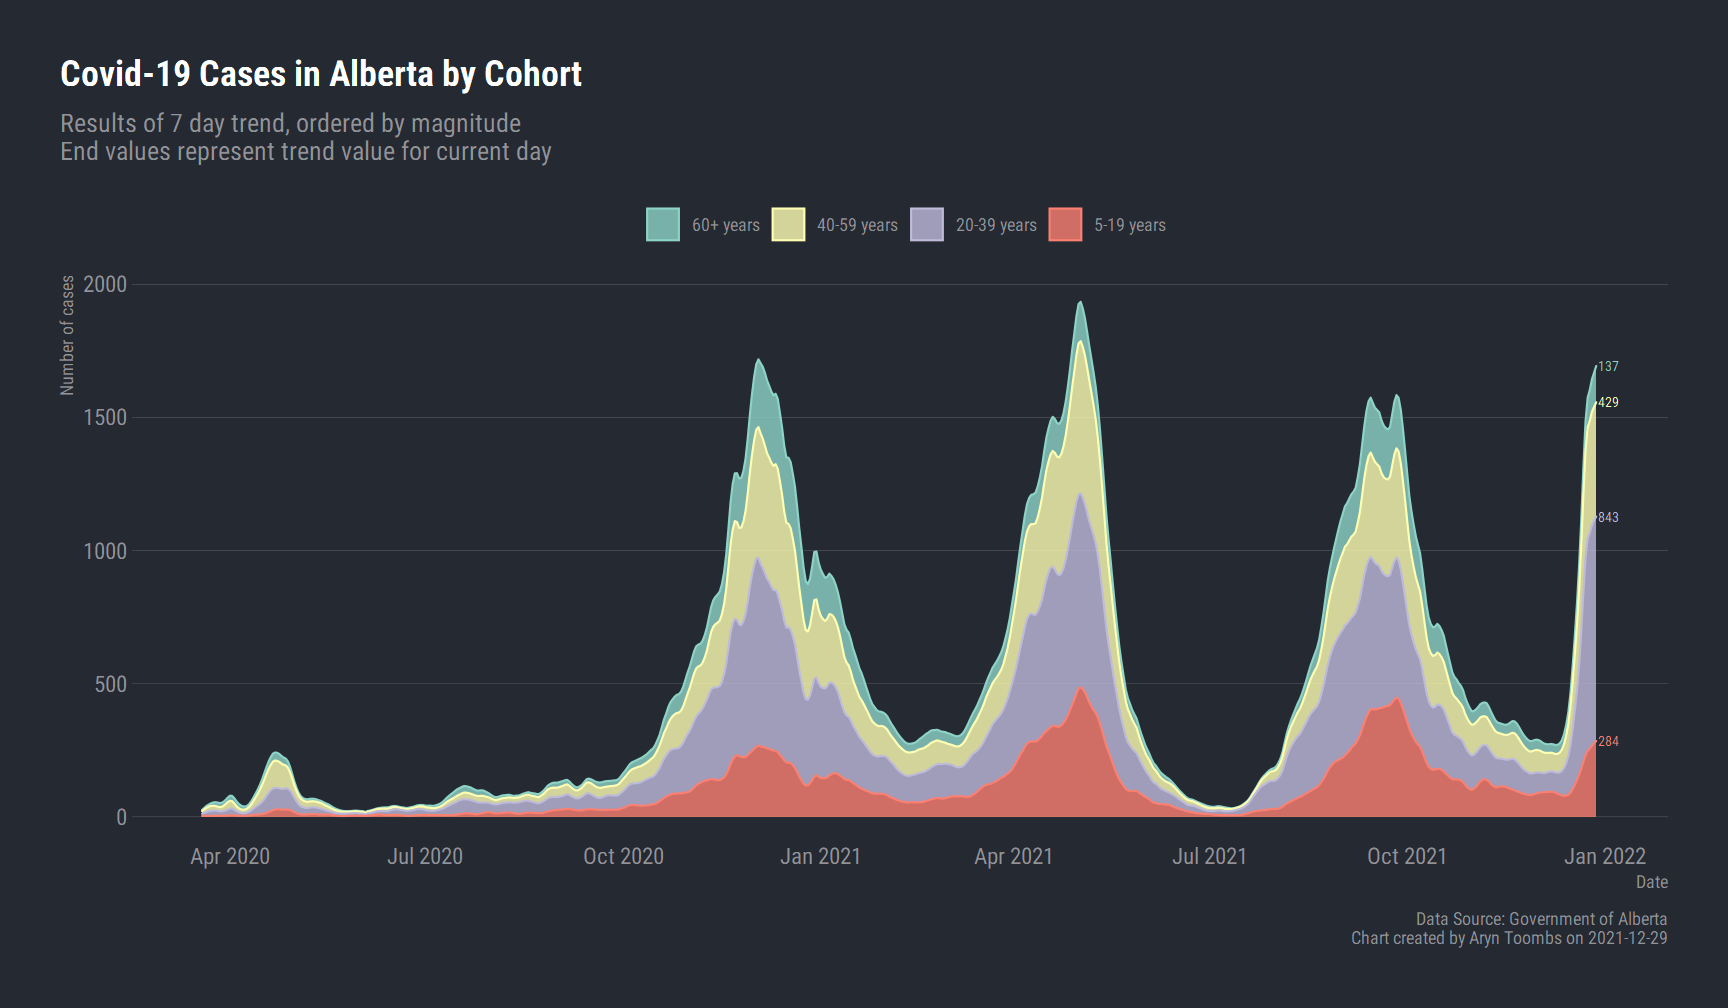 Covid-19 Cases in Alberta by Cohort
Results of 7 day trend, ordered by magnitude
End values represent trend value for current day
60+ years
40-59 years
20-39 years
5-19 years
Number of cases
2000
1500
1000
500
0
137
429
843
284
Apr 2020
Jul 2020
Oct 2020
Jan 2021
Apr 2021
Jul 2021
Oct 2021
Jan 2022
Date
Data Source: Government of Alberta
Chart created by Aryn Toombs on 2021-12-29